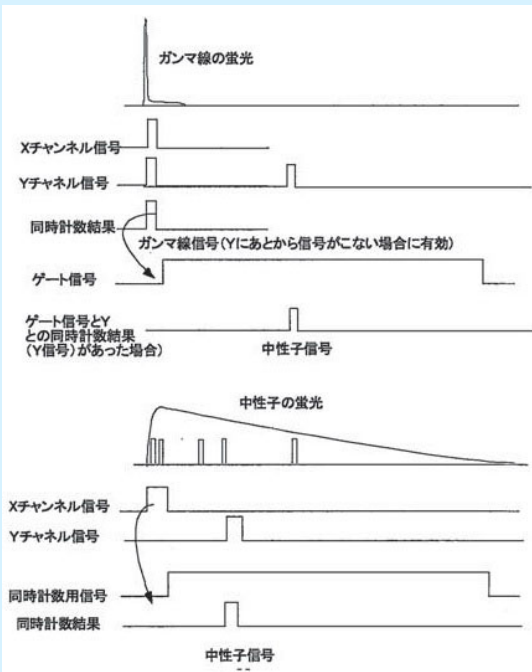 ガンマ線の蛍光
Xチャンネル信号
Yチャネル信号
同時計数結果
ガンマ線信号(Yにあとから信号がこない場合に有効)
ゲート信号
ゲート信号とY
との同時計数結果
(Y信号)があった場合)
中性子信号
中性子の蛍光
Xチャンネル信号
Yチャネル信号
同時計数用信号
同時計数結果
中性子信号